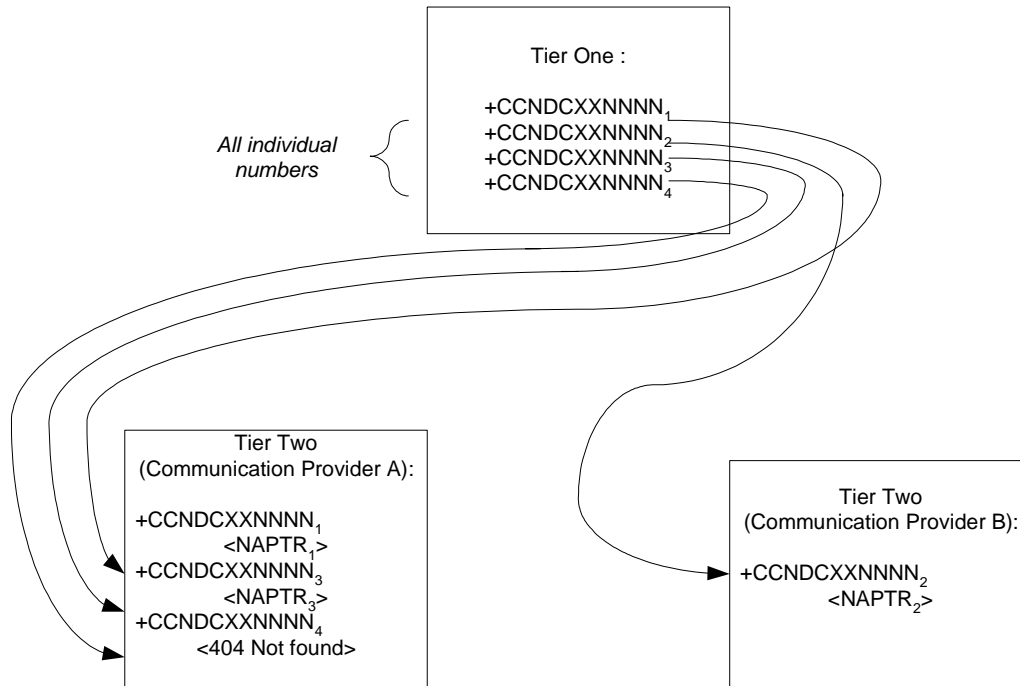 Tier One :
+CCNDCXXNNNN1
+CCNDCXXNNNN2
+CCNDCXXNNNN3
+CCNDCXXNNNN4
All individual
numbers
Tier Two
(Communication Provider A):
+CCNDCXXNNNN1
<NAPTR1>
+CCNDCXXNNNN3
<NAPTR3>
+CCNDCXXNNNN4
<404 Not found>
Tier Two
(Communication Provider B):
+CCNDCXXNNNN2
<NAPTR2>